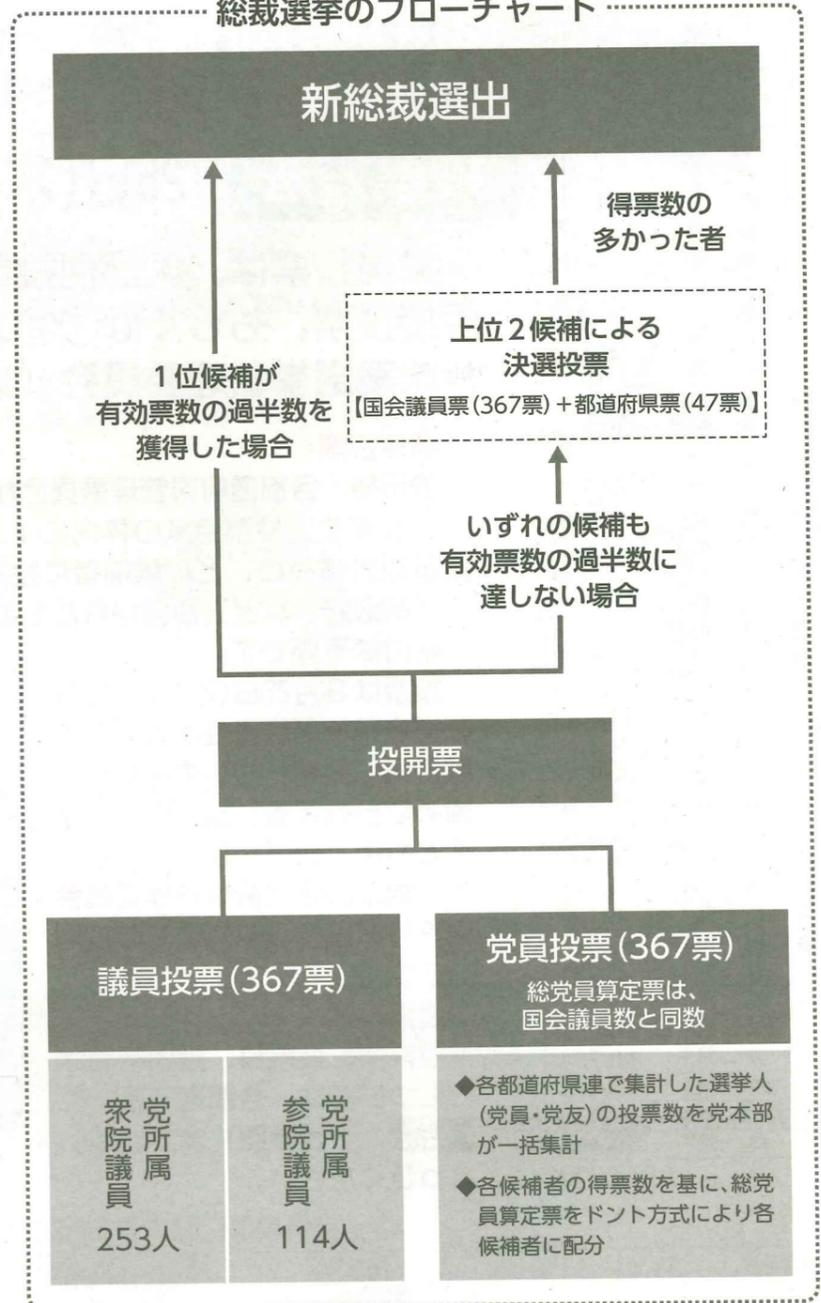 総裁選挙のフローチャート
新総裁選出
得票数の
多かった者
上位2候補による
決選投票
【国会議員票(367票)+都道府県票(47票)】
1位候補が
有効票数の過半数を
獲得した場合
いずれの候補も
有効票数の過半数に
達しない場合
投開票
議員投票(367票)
党所属
衆院議員
253人
党所属
参院議員
114人
党員投票(367票)
総党員算定票は、
国会議員数と同数
◆各都道府県連で集計した選挙人
(党員・党友)の投票数を党本部
が一括集計
◆各候補者の得票数を基に、総党
員算定票をドント方式により各
候補者に配分